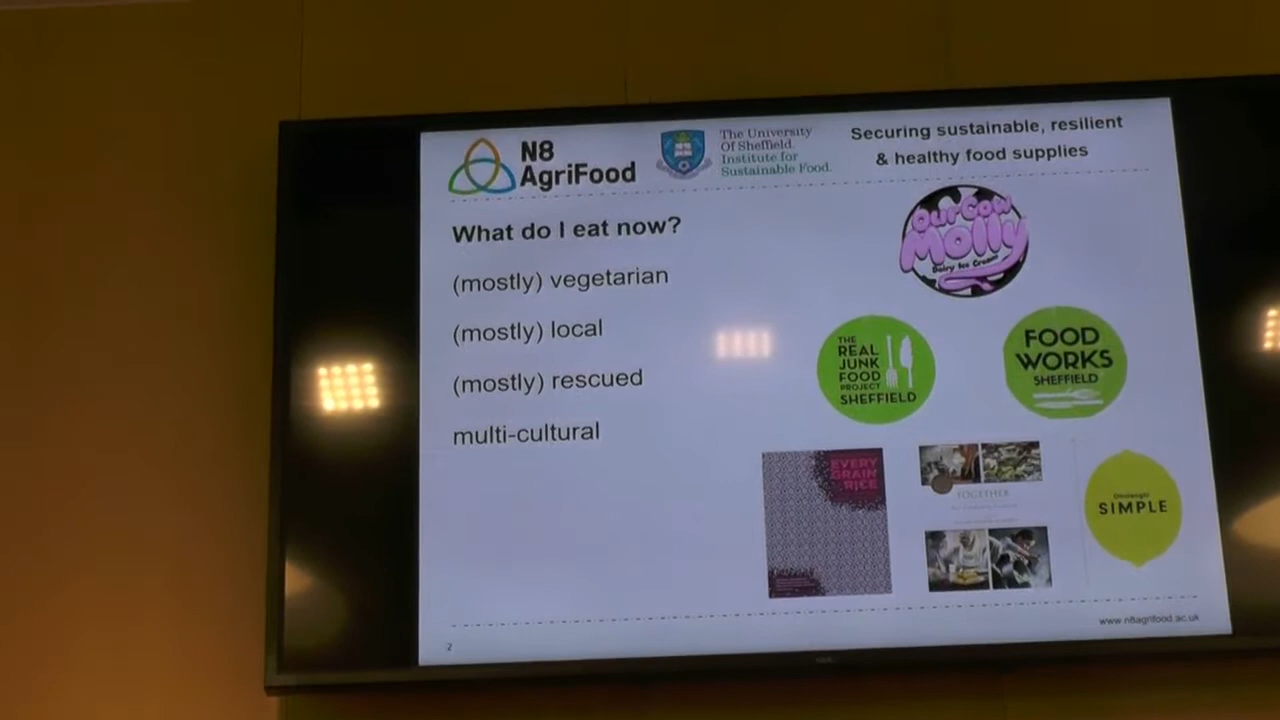 N8
AgriFood
The University
Of Sheffield.
Institute for
Sustainable Food.
Securing sustainable, resilient
& healthy food supplies
What do I eat now?
(mostly) vegetarian
(mostly) local
(mostly) rescued
multi-cultural
Our Cow
Molly
Dairy Ice Cream
THE
REAL
JUNK
FOOD
PROJECT
SHEFFIELD
FOOD
WORKS
SHEFFIELD
EVERY
GRAIN
RICE
TOGETHER
SIMPLE
2
www.n8agrifood.ac.uk